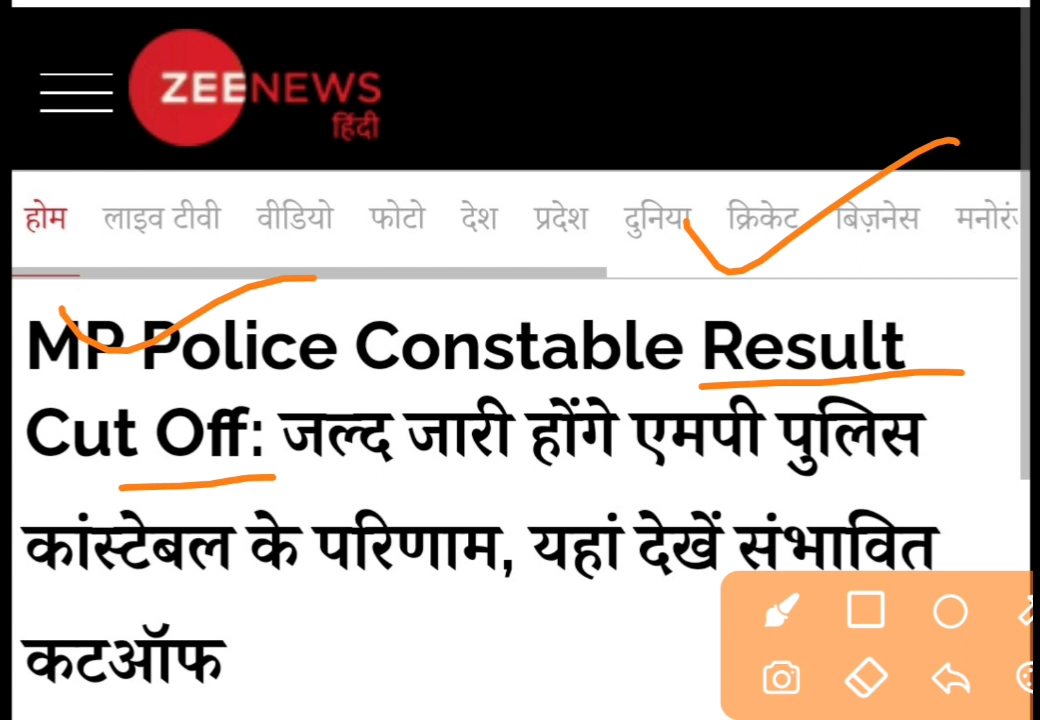 ZEENEWS
हिंदी
होम लाइव टीवी वीडियो फोटो देश प्रदेश दुनिया क्रिकेट बिज़नेस
MP Police Constable Result
Cut Off: जल्द जारी होंगे एमपी पुलिस
कांस्टेबल के परिणाम, यहां देखें संभावित
कटऑफ